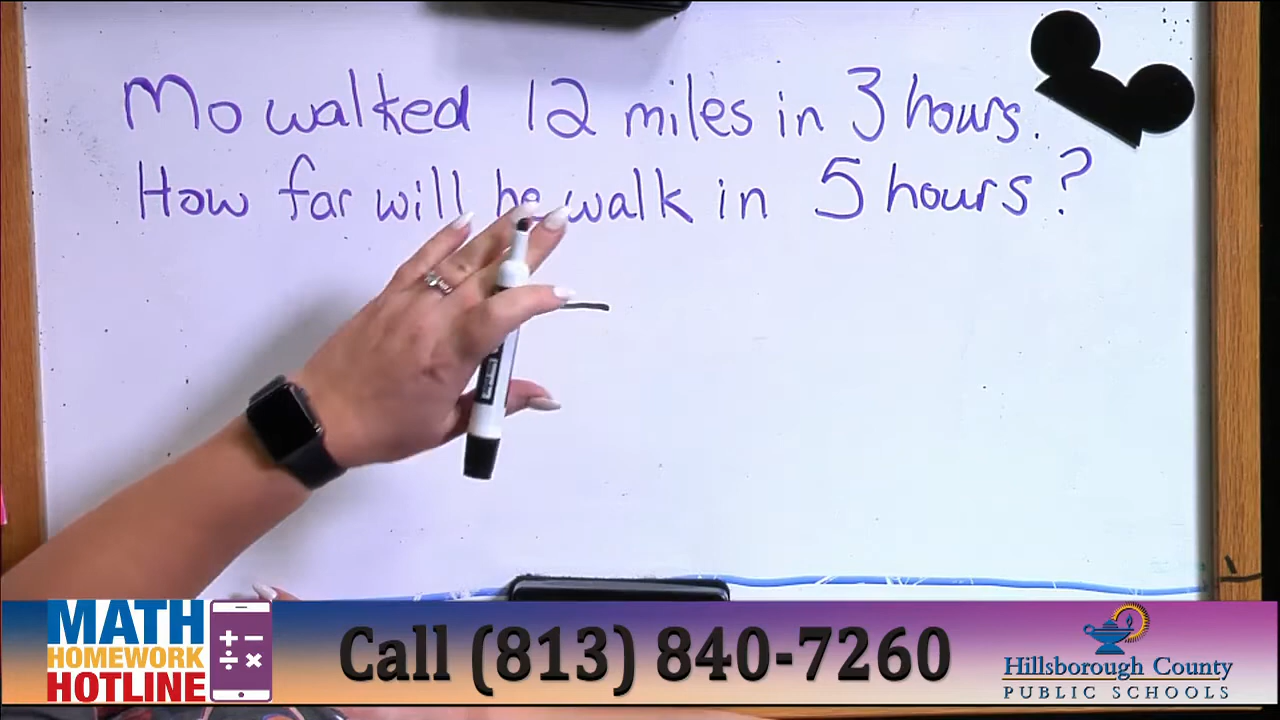 Mo walked 12 miles in 3 hours.
How far will he walk in 5 hours?
MATH
HOMEWORK
HOTLINE
+ −
÷ ×
Call (813) 840-7260
Hillsborough County
PUBLIC SCHOOLS